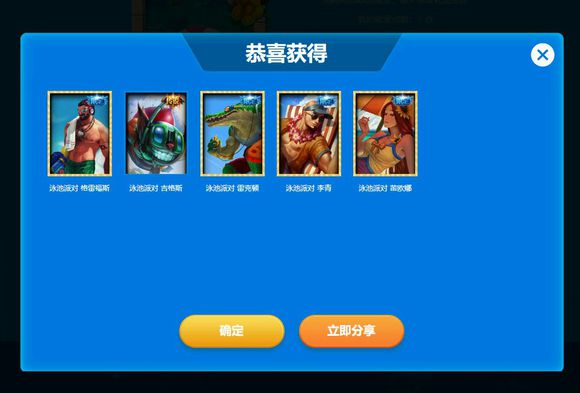 恭喜获得
泳池派对 格雷福斯
泳池派对 吉格斯
泳池派对 雷克顿
泳池派对 李青
泳池派对 蕾欧娜
确定
立即分享